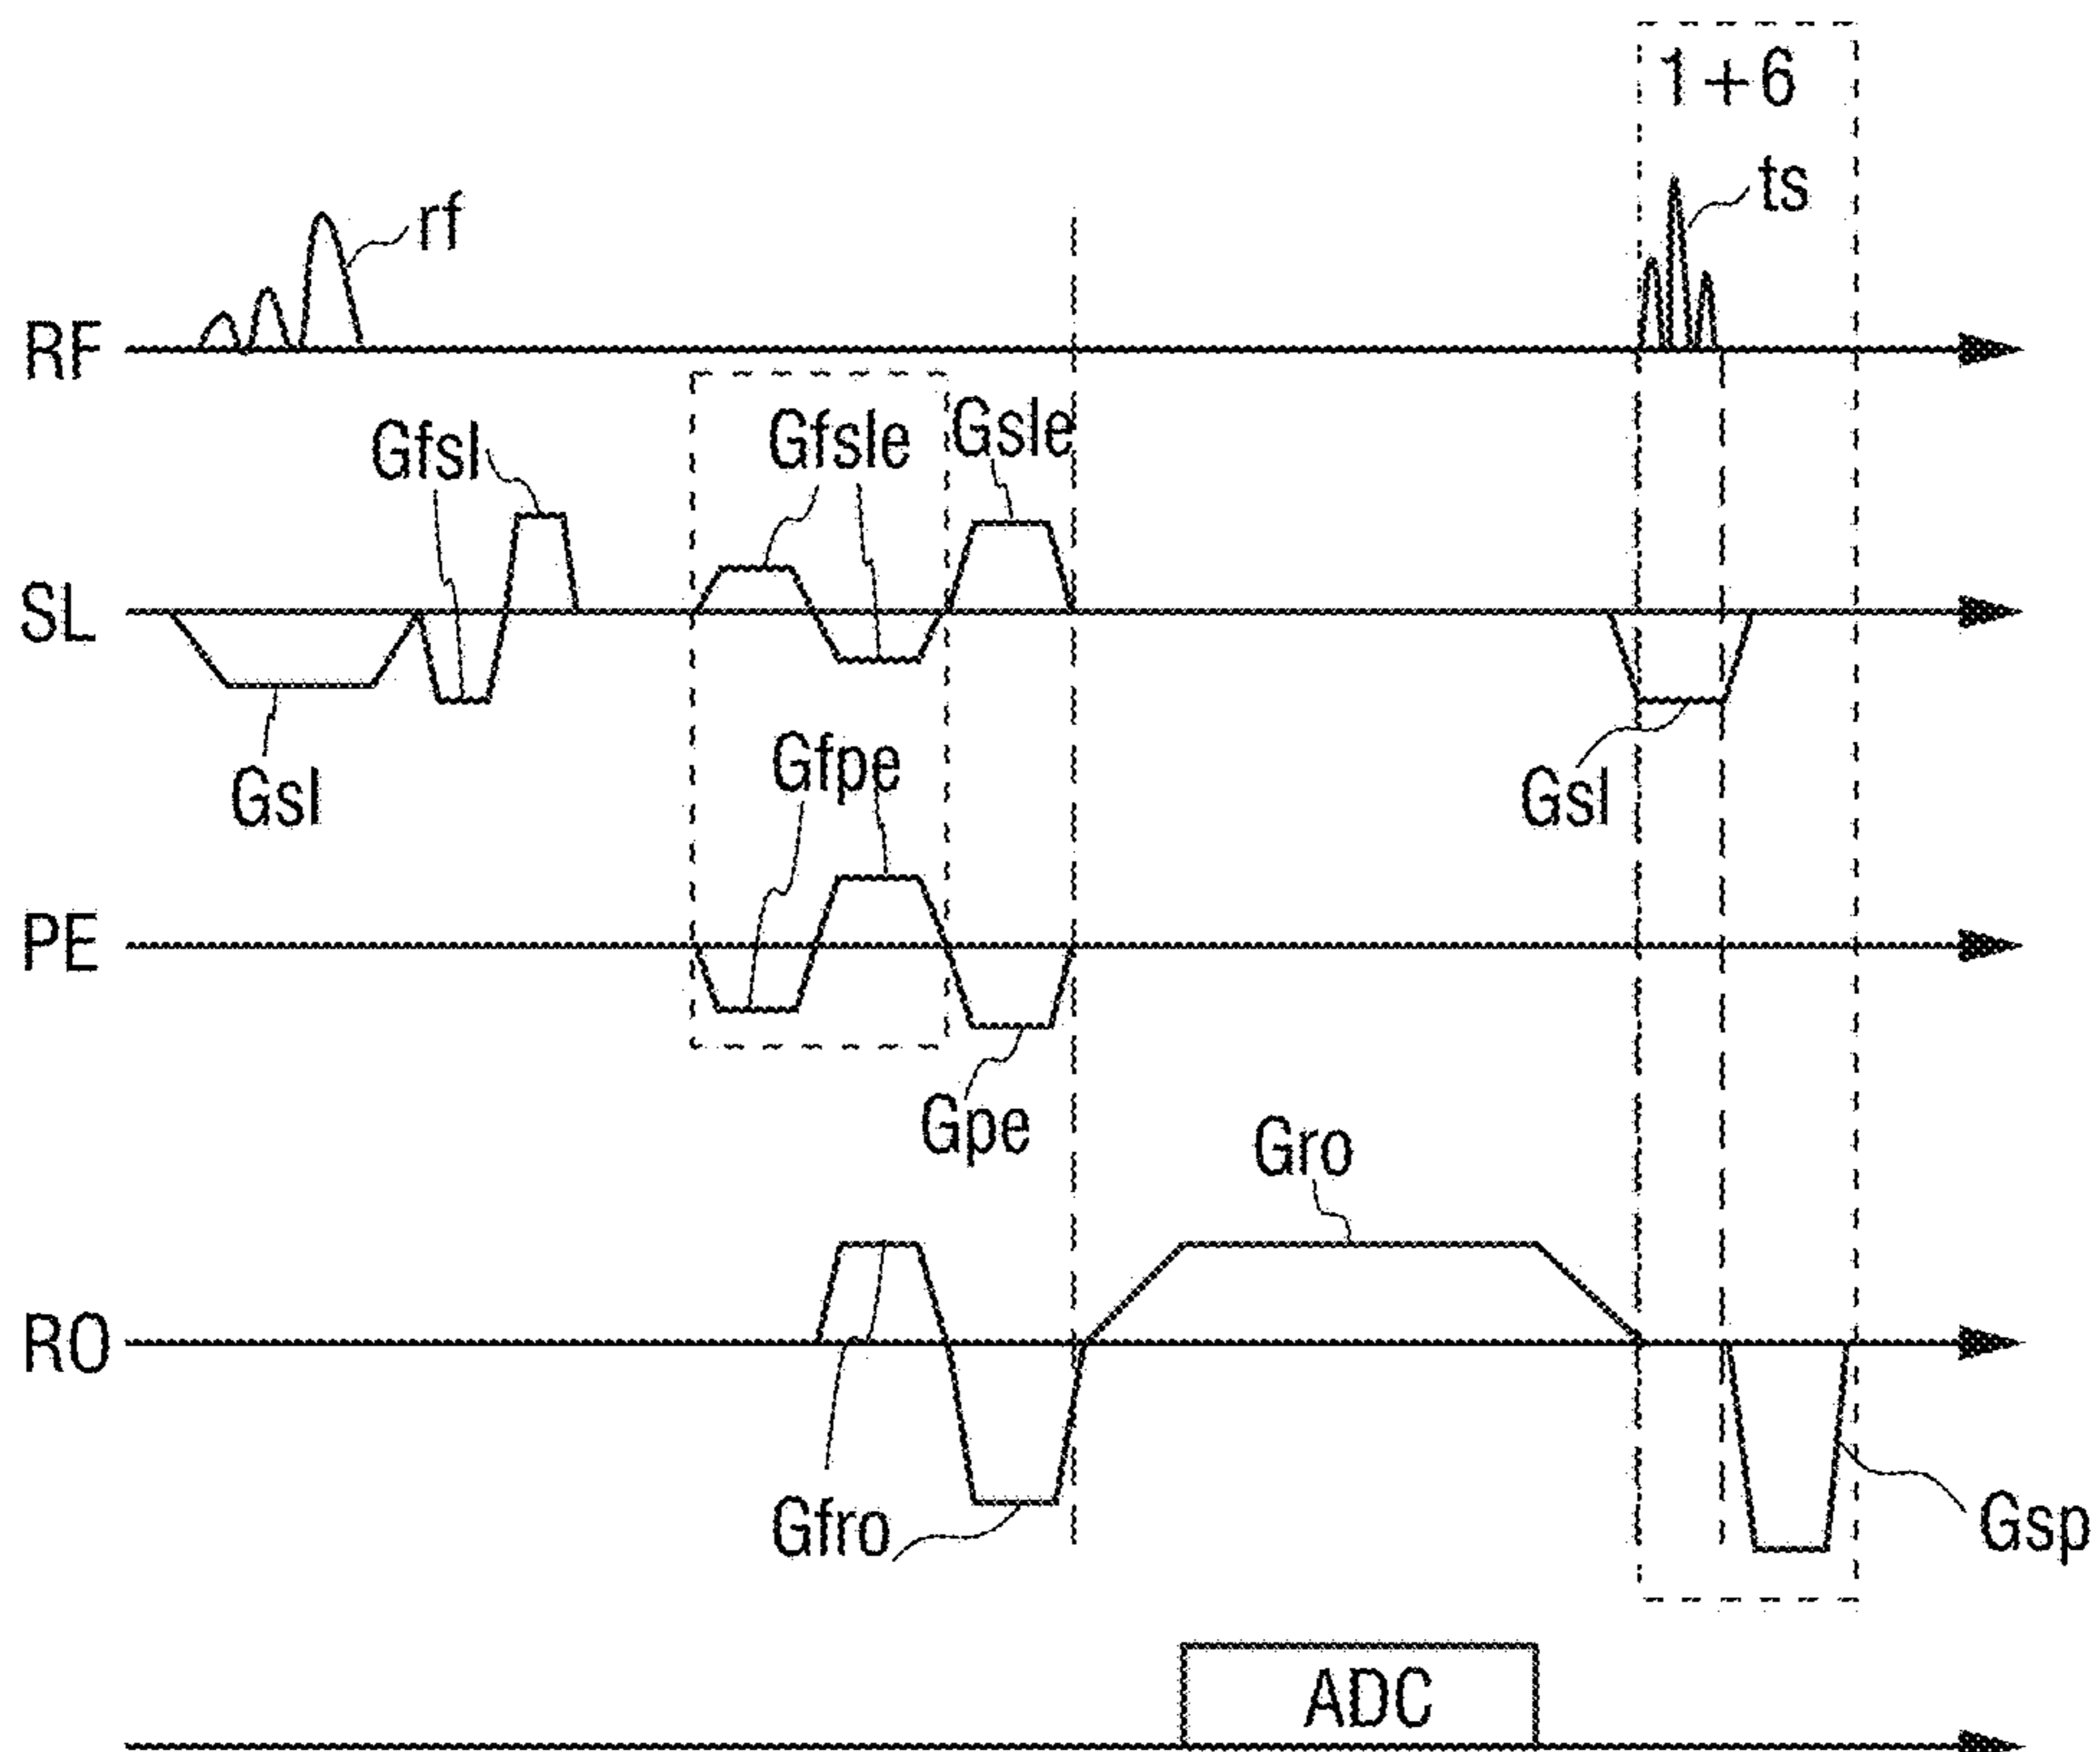 1+6
ts
rf
RF
Gfsl
Gfsle
Gsle
SL
Gsl
Gfpe
Gsl
PE
Gpe
Gro
RO
Gfro
Gsp
ADC